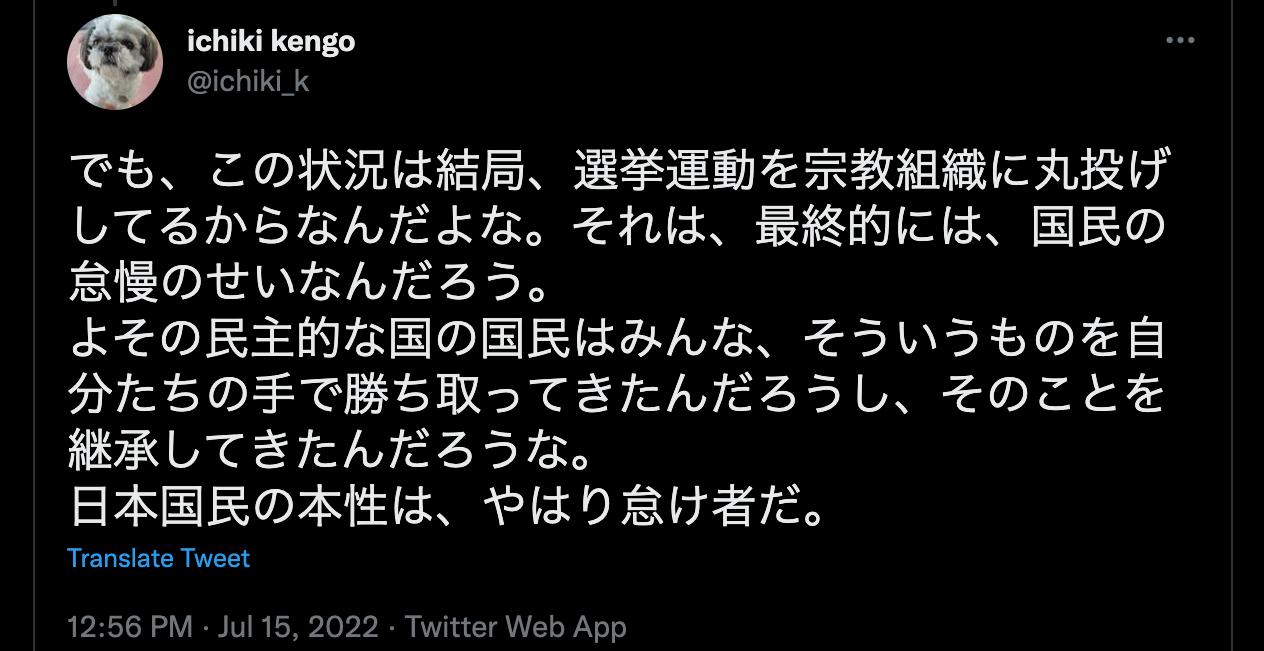 ichiki kengo
@ichiki_k
でも、この状況は結局、選挙運動を宗教組織に丸投げ
してるからなんだよな。それは、最終的には、国民の
怠慢のせいなんだろう。
よその民主的な国の国民はみんな、そういうものを自
分たちの手で勝ち取ってきたんだろうし、そのことを
継承してきたんだろうな。
日本国民の本性は、やはり怠け者だ。
Translate Tweet
12:56 PM · Jul 15, 2022 · Twitter Web App